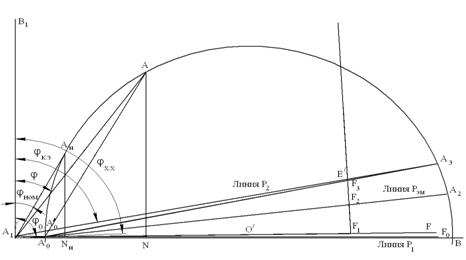 B₁
A
Aн
φкз
φхх
φ
φном
φ₀
A₃
E
F₃
Линия P₂
Линия Pэм
A₂
F₂
A₁
A'₀
Nн
N
O′
F₁
F
F₀
B
Линия P₁